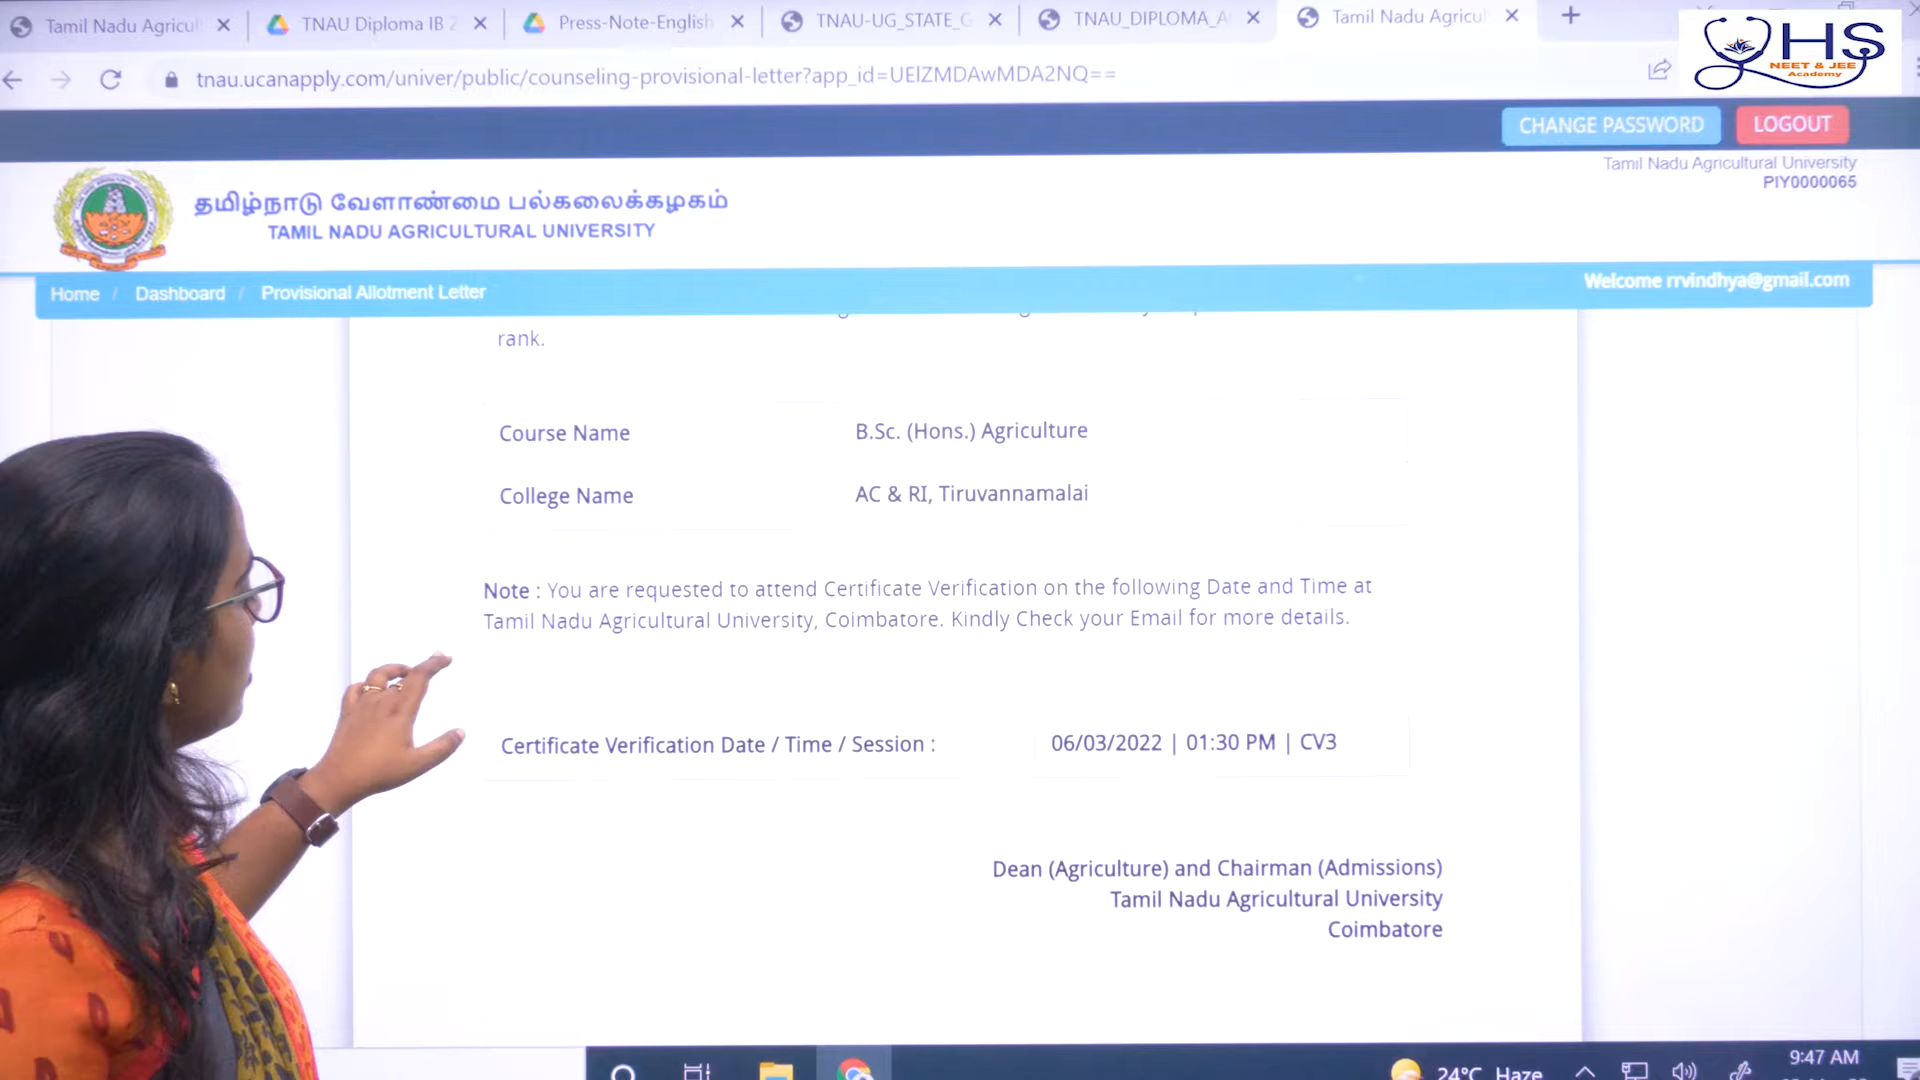 Tamil Nadu Agricul
TNAU Diploma IB 2
Press-Note-English
TNAU-UG_STATE_G
TNAU_DIPLOMA_A
Tamil Nadu Agricul
HS
NEET & JEE
Academy
tnau.ucanapply.com/univer/public/counseling-provisional-letter?app_id=UElZMDAwMDA2NQ==
CHANGE PASSWORD
LOGOUT
Tamil Nadu Agricultural University
PIY0000065
தமிழ்நாடு வேளாண்மை பல்கலைக்கழகம்
TAMIL NADU AGRICULTURAL UNIVERSITY
Home / Dashboard / Provisional Allotment Letter
Welcome rrvindhya@gmail.com
rank.
Course Name B.Sc. (Hons.) Agriculture
College Name AC & RI, Tiruvannamalai
Note : You are requested to attend Certificate Verification on the following Date and Time at
Tamil Nadu Agricultural University, Coimbatore. Kindly Check your Email for more details.
Certificate Verification Date / Time / Session : 06/03/2022 | 01:30 PM | CV3
Dean (Agriculture) and Chairman (Admissions)
Tamil Nadu Agricultural University
Coimbatore
24°C Haze
9:47 AM